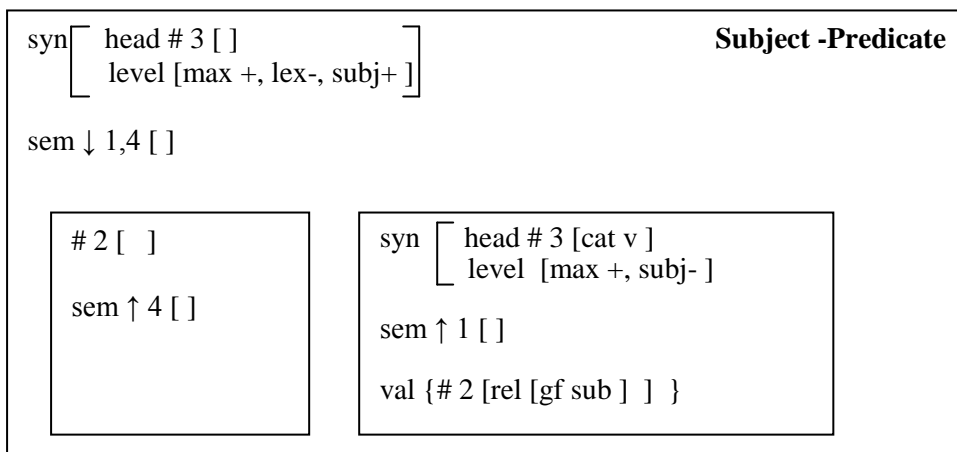 syn head # 3 [ ] Subject -Predicate
level [max +, lex-, subj+ ]
sem ↓ 1,4 [ ]
# 2 [ ]
sem ↑ 4 [ ]
syn head # 3 [cat v ]
level [max +, subj- ]
sem ↑ 1 [ ]
val {# 2 [rel [gf sub ] ] }